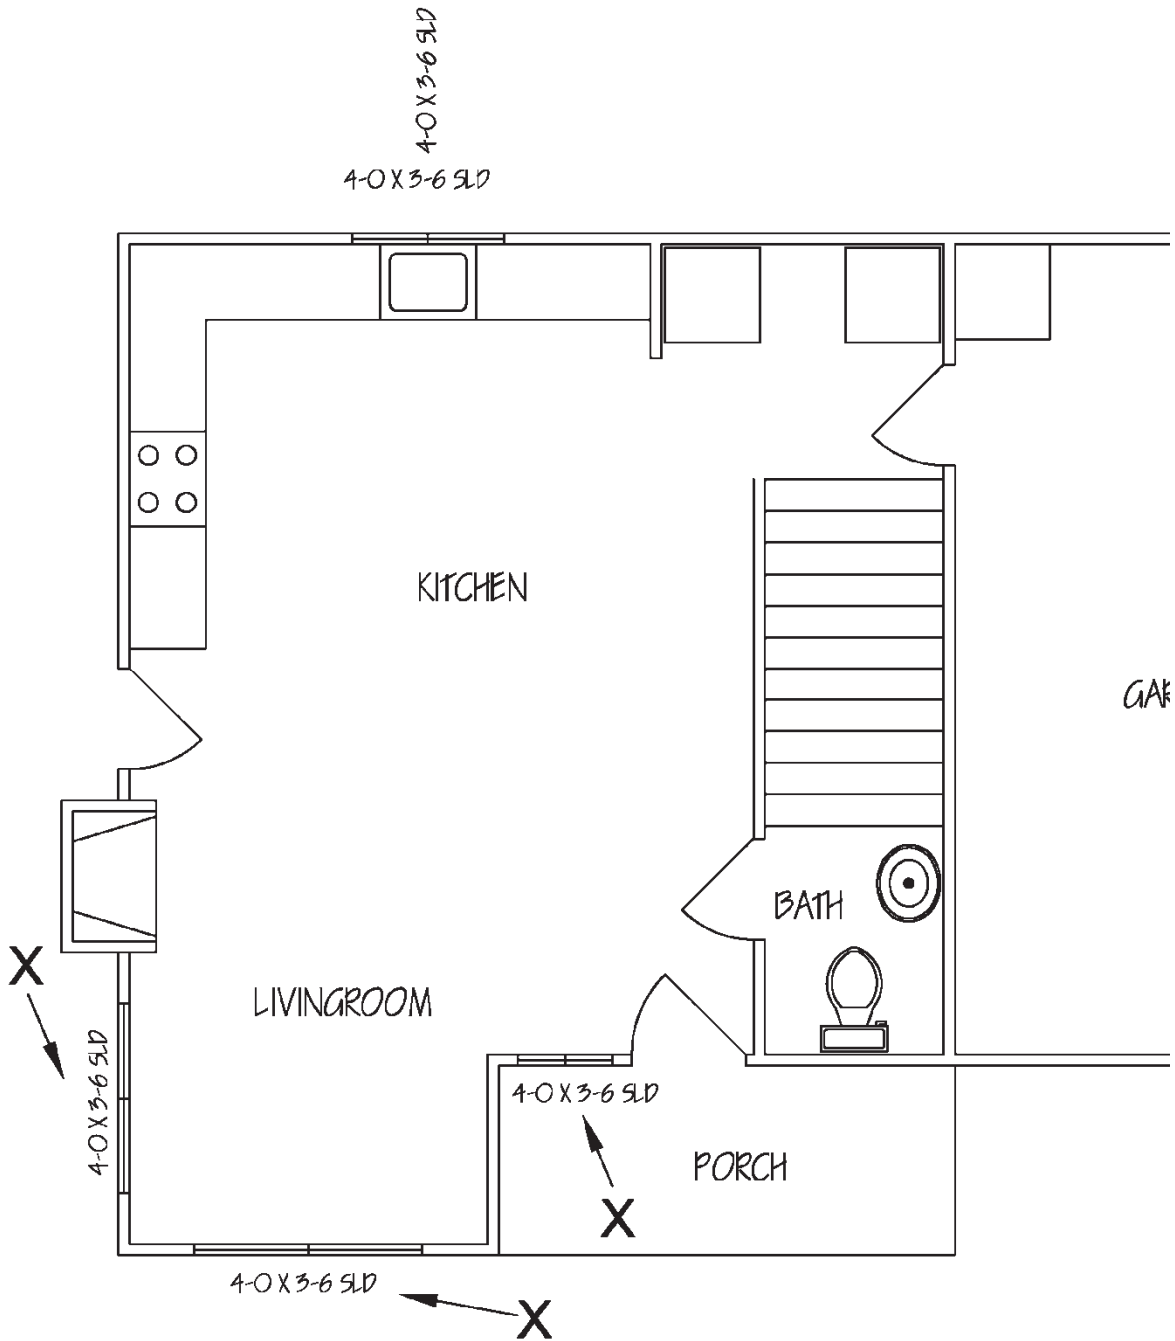 4-0 X 3-6 SLD
4-0 X 3-6 SLD
KITCHEN
GAR
BATH
X
LIVINGROOM
4-0 X 3-6 SLD
4-0 X 3-6 SLD
PORCH
X
4-0 X 3-6 SLD
X